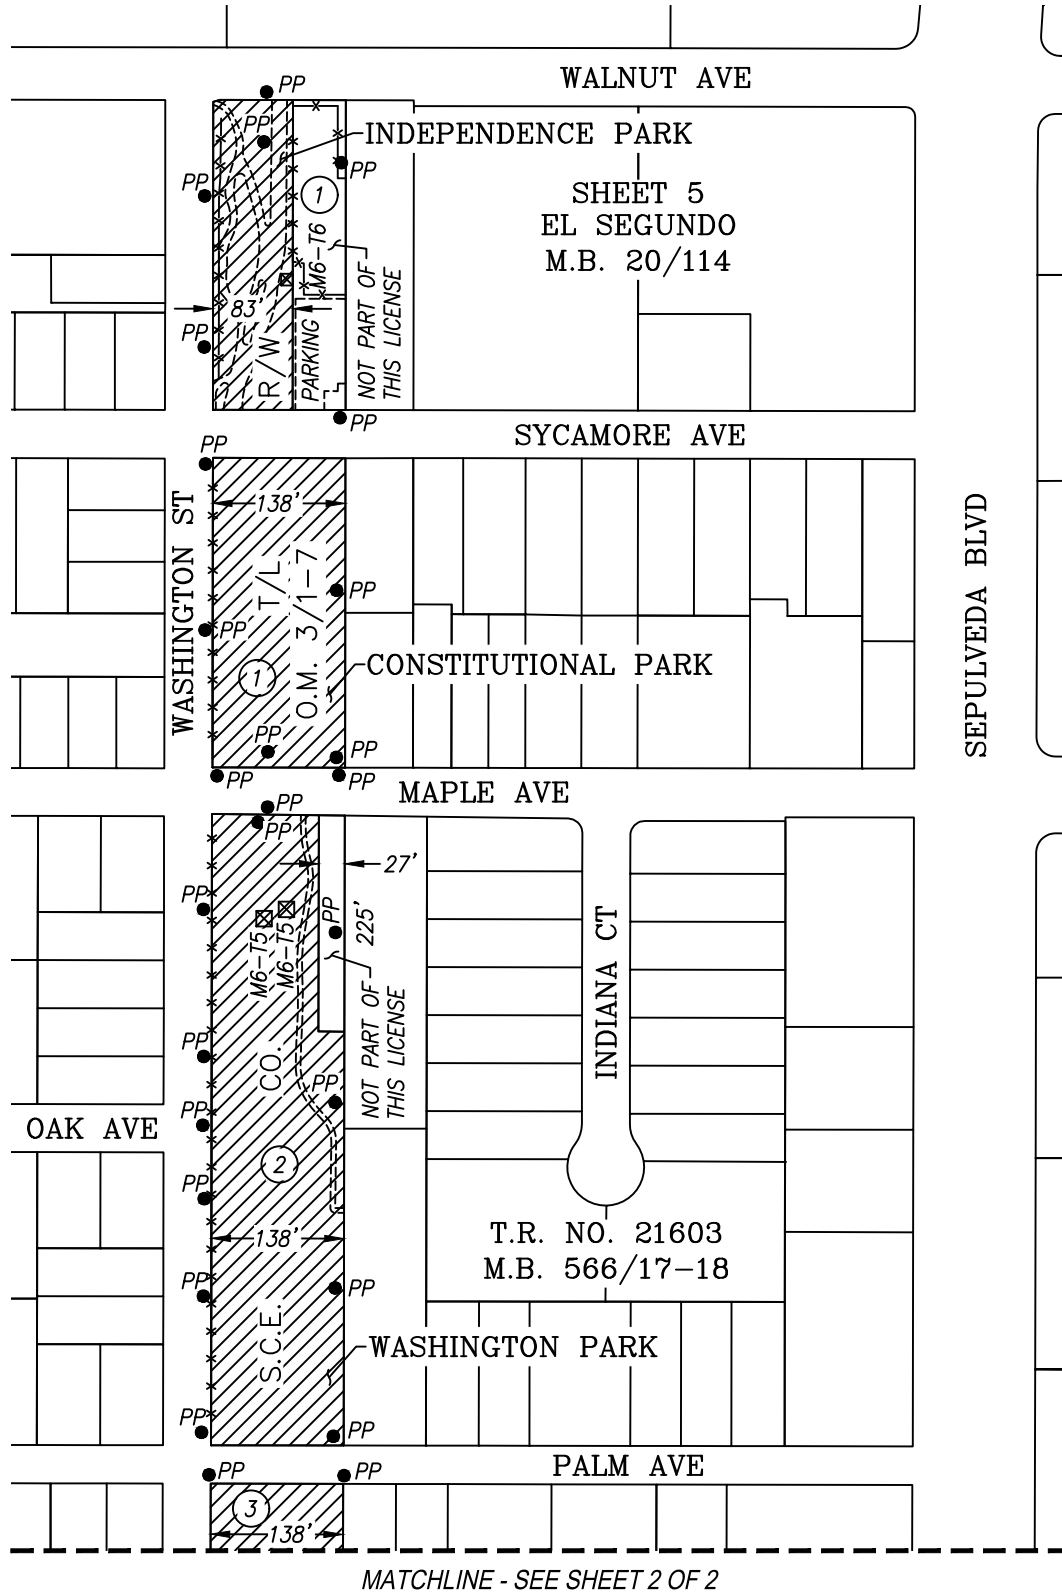 WALNUT AVE
PP
PP
INDEPENDENCE PARK
PP
PP
1
SHEET 5
EL SEGUNDO
M.B. 20/114
M6-T6
NOT PART OF
THIS LICENSE
83'
R/W
PARKING
PP
PP
SYCAMORE AVE
PP
138'
WASHINGTON ST
T/L
O.M. 3/1-7
PP
PP
SEPULVEDA BLVD
CONSTITUTIONAL PARK
1
PP
PP
PP
PP
MAPLE AVE
PP
PP
27'
PP
PP
225'
M6-T5
M6-T5
NOT PART OF
THIS LICENSE
INDIANA CT
PP
CO.
PP
PP
OAK AVE
2
PP
138'
T.R. NO. 21603
M.B. 566/17-18
PP
PP
S.C.E.
WASHINGTON PARK
PP
PP
PP
PP
PALM AVE
3
138'
MATCHLINE - SEE SHEET 2 OF 2